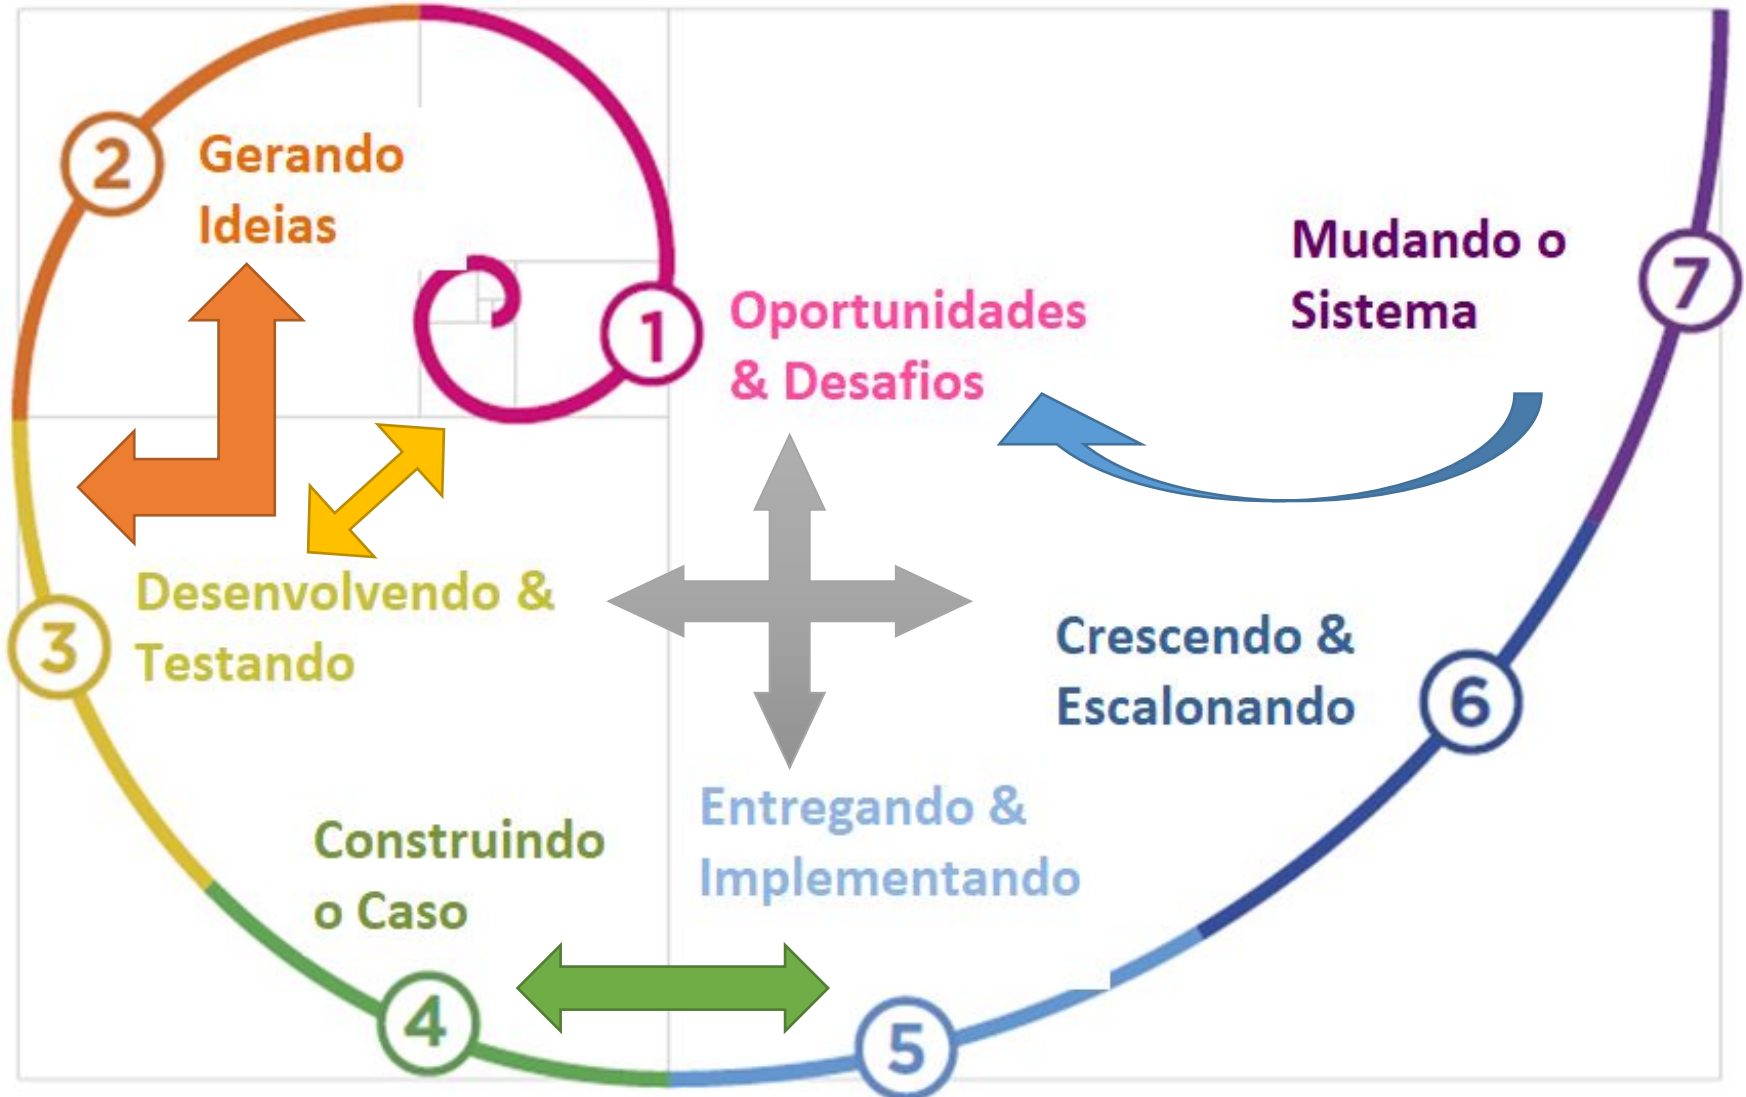 1
Oportunidades
& Desafios
2
Gerando
Ideias
3
Desenvolvendo &
Testando
4
Construindo
o Caso
5
Entregando &
Implementando
6
Crescendo &
Escalonando
7
Mudando o
Sistema